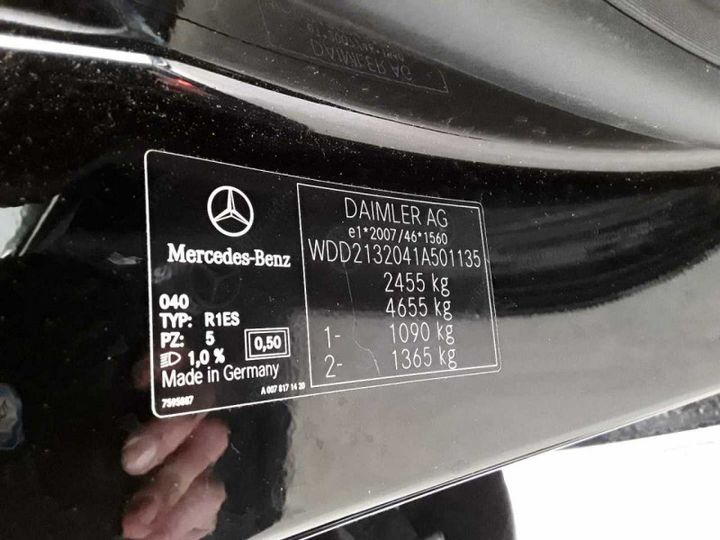 DAIMLER AG
Mercedes-Benz
040
TYP: R1ES
PZ: 5
0,50
1,0 %
Made in Germany
7595867
A 007 817 14 20
DAIMLER AG
e1*2007/46*1560
WDD2132041A501135
2455 kg
4655 kg
1- 1090 kg
2- 1365 kg